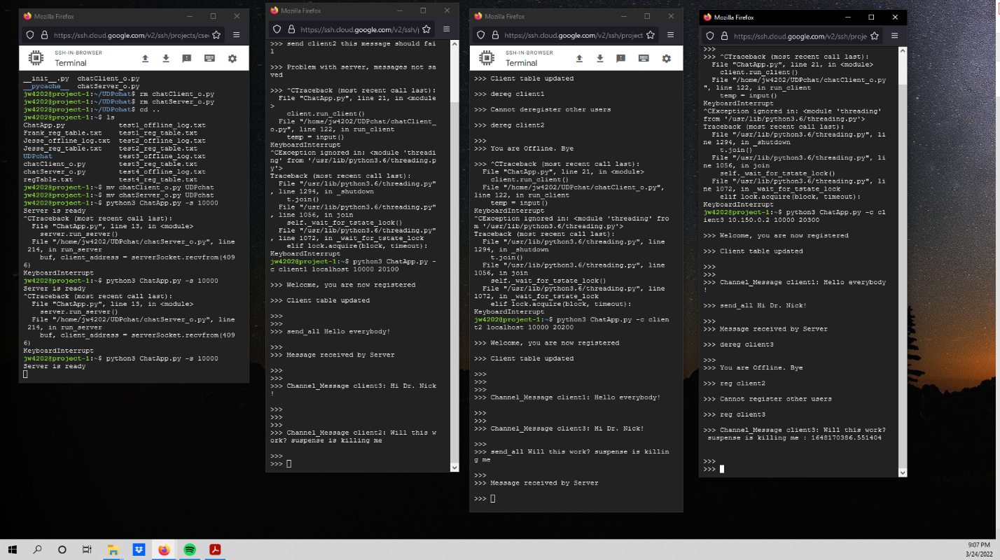 Mozilla Firefox
https://ssh.cloud.google.com/v2/ssh/projects/cse
SSH-IN-BROWSER
Terminal
__init__.py  chatClient_o.py
__pycache__  chatServer_o.py
jw4202@project-1:~/UDPchat$ rm chatClient_o.py
jw4202@project-1:~/UDPchat$ rm chatServer_o.py
jw4202@project-1:~/UDPchat$ cd ..
jw4202@project-1:~$ ls
ChatApp.py             test1_offline_log.txt
Frank_reg_table.txt    test1_reg_table.txt
Jesse_offline_log.txt  test2_offline_log.txt
Jesse_reg_table.txt    test2_reg_table.txt
UDPchat                test3_offline_log.txt
chatClient_o.py        test3_reg_table.txt
chatServer_o.py        test4_offline_log.txt
regTable.txt           test4_reg_table.txt
jw4202@project-1:~$ mv chatClient_o.py UDPchat
jw4202@project-1:~$ mv chatServer_o.py UDPchat
jw4202@project-1:~$ python3 ChatApp.py -s 10000
Server is ready
^CTraceback (most recent call last):
  File "ChatApp.py", line 13, in <module>
    server.run_server()
  File "/home/jw4202/UDPchat/chatServer_o.py", line
 214, in run_server
    buf, client_address = serverSocket.recvfrom(409
6)
KeyboardInterrupt
jw4202@project-1:~$ python3 ChatApp.py -s 10000
Server is ready
^CTraceback (most recent call last):
  File "ChatApp.py", line 13, in <module>
    server.run_server()
  File "/home/jw4202/UDPchat/chatServer_o.py", line
 214, in run_server
    buf, client_address = serverSocket.recvfrom(409
6)
KeyboardInterrupt
jw4202@project-1:~$ python3 ChatApp.py -s 10000
Server is ready
Mozilla Firefox
https://ssh.cloud.google.com/v2/ssh/p
>>> send client2 this message should fai
l
>>> Problem with server, messages not sa
ved
>>> ^CTraceback (most recent call last):
  File "ChatApp.py", line 21, in <module
>
    client.run_client()
  File "/home/jw4202/UDPchat/chatClient_
o.py", line 122, in run_client
    temp = input()
KeyboardInterrupt
^CException ignored in: <module 'threadi
ng' from '/usr/lib/python3.6/threading.p
y'>
Traceback (most recent call last):
  File "/usr/lib/python3.6/threading.py"
, line 1294, in _shutdown
    t.join()
  File "/usr/lib/python3.6/threading.py"
, line 1056, in join
    self._wait_for_tstate_lock()
  File "/usr/lib/python3.6/threading.py"
, line 1072, in _wait_for_tstate_lock
    elif lock.acquire(block, timeout):
KeyboardInterrupt
jw4202@project-1:~$ python3 ChatApp.py -
c client1 localhost 10000 20100
>>> Welcome, you are now registered
>>> Client table updated
>>>
>>>
>>> send_all Hello everybody!
>>>
>>> Message received by Server
>>>
>>>
>>> Channel_Message client3: Hi Dr. Nick
!
>>>
>>>
>>>
>>> Channel_Message client2: Will this w
ork? suspense is killing me
>>>
>>>
Mozilla Firefox
https://ssh.cloud.google.com/v2/ssh/project
SSH-IN-BROWSER
Terminal
>>> Client table updated
>>> dereg client1
>>> Cannot deregister other users
>>> dereg client2
>>>
>>> You are Offline. Bye
>>> ^CTraceback (most recent call last):
  File "ChatApp.py", line 21, in <module>
    client.run_client()
  File "/home/jw4202/UDPchat/chatClient_o.py",
line 122, in run_client
    temp = input()
KeyboardInterrupt
^CException ignored in: <module 'threading' fro
m '/usr/lib/python3.6/threading.py'>
Traceback (most recent call last):
  File "/usr/lib/python3.6/threading.py", line
1294, in _shutdown
    t.join()
  File "/usr/lib/python3.6/threading.py", line
1056, in join
    self._wait_for_tstate_lock()
  File "/usr/lib/python3.6/threading.py", line
1072, in _wait_for_tstate_lock
    elif lock.acquire(block, timeout):
KeyboardInterrupt
jw4202@project-1:~$ python3 ChatApp.py -c clien
t2 localhost 10000 20200
>>> Welcome, you are now registered
>>> Client table updated
>>>
>>>
>>>
>>> Channel_Message client1: Hello everybody!
>>>
>>>
>>> Channel_Message client3: Hi Dr. Nick!
>>>
>>> send_all Will this work? suspense is killin
g me
>>>
>>> Message received by Server
>>>
Mozilla Firefox
https://ssh.cloud.google.com/v2/ssh/proje
>>>
>>> ^CTraceback (most recent call last):
  File "ChatApp.py", line 21, in <module>
    client.run_client()
  File "/home/jw4202/UDPchat/chatClient_o.py
", line 122, in run_client
    temp = input()
KeyboardInterrupt
^CException ignored in: <module 'threading'
from '/usr/lib/python3.6/threading.py'>
Traceback (most recent call last):
  File "/usr/lib/python3.6/threading.py", li
ne 1294, in _shutdown
    t.join()
  File "/usr/lib/python3.6/threading.py", li
ne 1056, in join
    self._wait_for_tstate_lock()
  File "/usr/lib/python3.6/threading.py", li
ne 1072, in _wait_for_tstate_lock
    elif lock.acquire(block, timeout):
KeyboardInterrupt
jw4202@project-1:~$ python3 ChatApp.py -c cl
ient3 10.150.0.2 10000 20300
>>> Welcome, you are now registered
>>> Client table updated
>>>
>>>
>>> Channel_Message client1: Hello everybody
!
>>> send_all Hi Dr. Nick!
>>>
>>> Message received by Server
>>> dereg client3
>>>
>>> You are Offline. Bye
>>> reg client2
>>> Cannot register other users
>>> reg client3
>>> Channel_Message client3: Will this work?
 suspense is killing me : 1648170386.551404
>>>
>>>
9:07 PM
3/24/2022